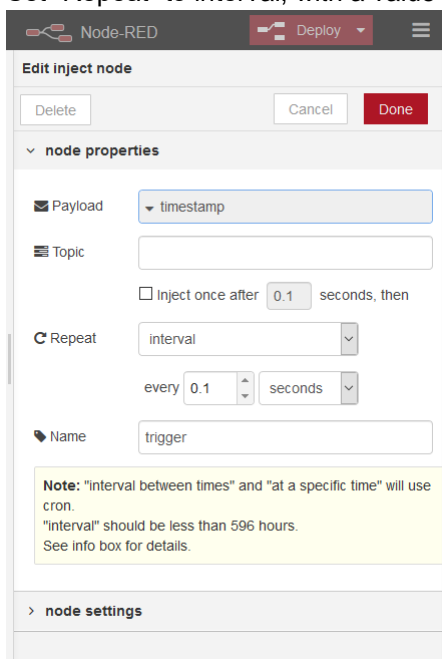 Set "Repeat" to interval, with a value
Node-RED
Deploy
Edit inject node
Delete
Cancel
Done
node properties
Payload
timestamp
Topic
Inject once after 0.1 seconds, then
Repeat
interval
every 0.1 seconds
Name
trigger
Note: "interval between times" and "at a specific time" will use
cron.
"interval" should be less than 596 hours.
See info box for details.
node settings